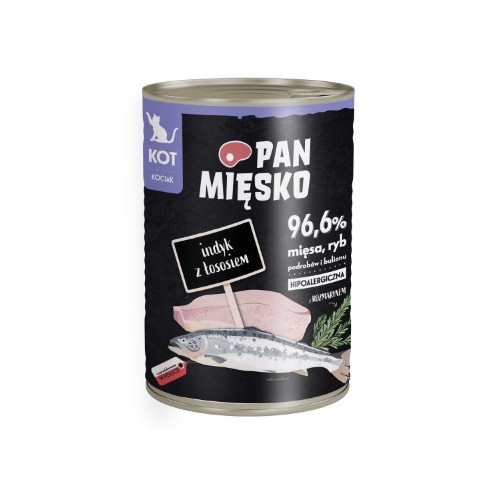 KOT
KOCIAK
PAN
MIĘSKO
indyk
z łososiem
96,6%
mięsa, ryb
podrobów i bulionu
HIPOALERGICZNA
z ROZMARYNEM